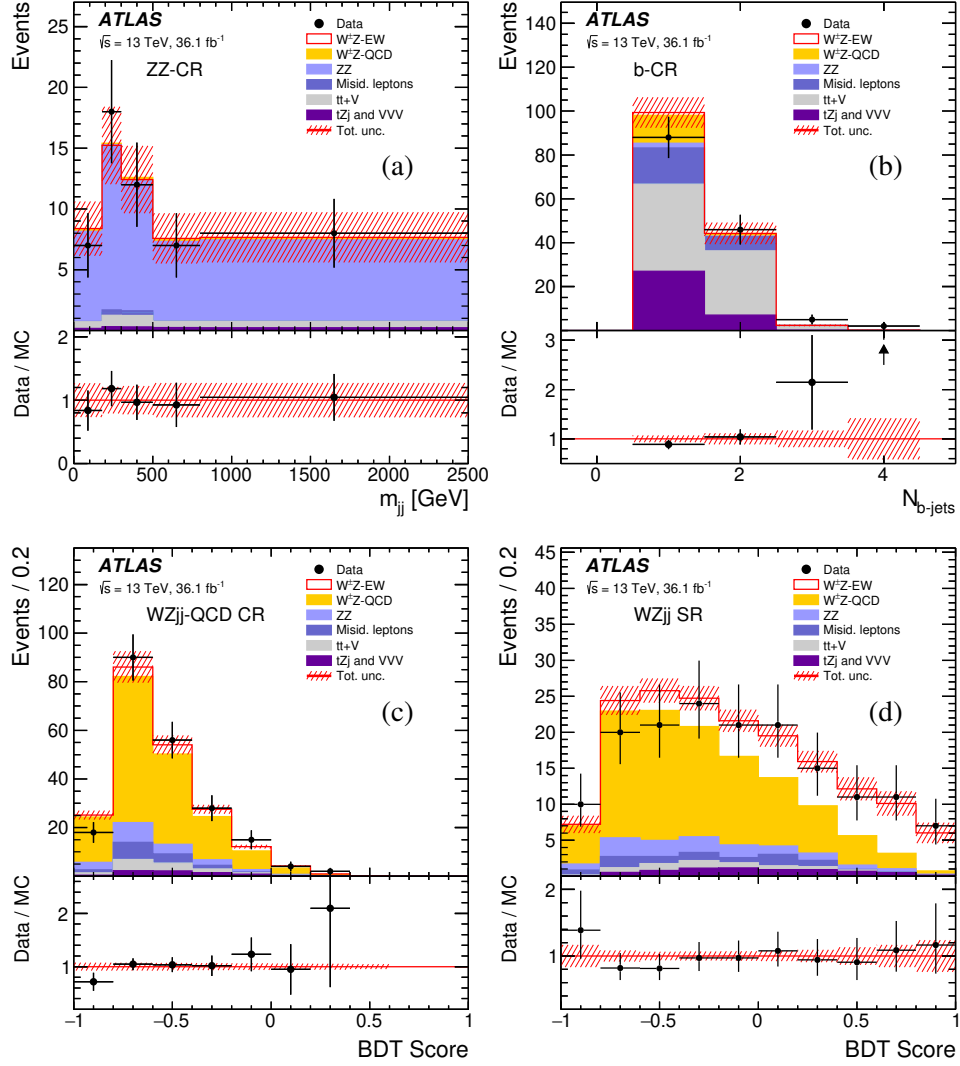 ATLAS
√s = 13 TeV, 36.1 fb⁻¹
ZZ-CR
Data
W±Z-EW
W±Z-QCD
ZZ
Misid. leptons
tt+V
tZj and VVV
Tot. unc.
(a)
Events
25
20
15
10
5
Data / MC
2
1
0
0 500 1000 1500 2000 2500
m_jj [GeV]
ATLAS
√s = 13 TeV, 36.1 fb⁻¹
b-CR
Data
W±Z-EW
W±Z-QCD
ZZ
Misid. leptons
tt+V
tZj and VVV
Tot. unc.
(b)
Events
140
120
100
80
60
40
20
Data / MC
3
2
1
0 2 4
N_b-jets
ATLAS
√s = 13 TeV, 36.1 fb⁻¹
WZjj-QCD CR
Data
W±Z-EW
W±Z-QCD
ZZ
Misid. leptons
tt+V
tZj and VVV
Tot. unc.
(c)
Events / 0.2
120
100
80
60
40
20
Data / MC
2
1
−1 −0.5 0 0.5 1
BDT Score
ATLAS
√s = 13 TeV, 36.1 fb⁻¹
WZjj SR
Data
W±Z-EW
W±Z-QCD
ZZ
Misid. leptons
tt+V
tZj and VVV
Tot. unc.
(d)
Events / 0.2
45
40
35
30
25
20
15
10
5
Data / MC
2
1
−1 −0.5 0 0.5 1
BDT Score